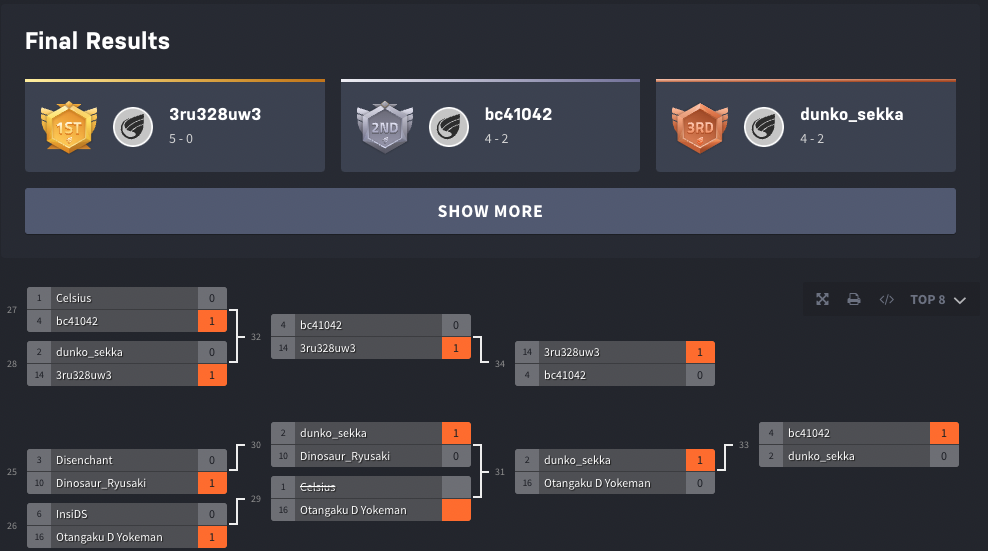 Final Results
1ST
3ru328uw3
5 - 0
2ND
bc41042
4 - 2
3RD
dunko_sekka
4 - 2
SHOW MORE
</> TOP 8
27
1 Celsius 0
4 bc41042 1
28
2 dunko_sekka 0
14 3ru328uw3 1
32
4 bc41042 0
14 3ru328uw3 1
34
14 3ru328uw3 1
4 bc41042 0
25
3 Disenchant 0
10 Dinosaur_Ryusaki 1
26
6 InsiDS 0
16 Otangaku D Yokeman 1
30
2 dunko_sekka 1
10 Dinosaur_Ryusaki 0
29
1 Celsius
16 Otangaku D Yokeman
31
2 dunko_sekka 1
16 Otangaku D Yokeman 0
33
4 bc41042 1
2 dunko_sekka 0